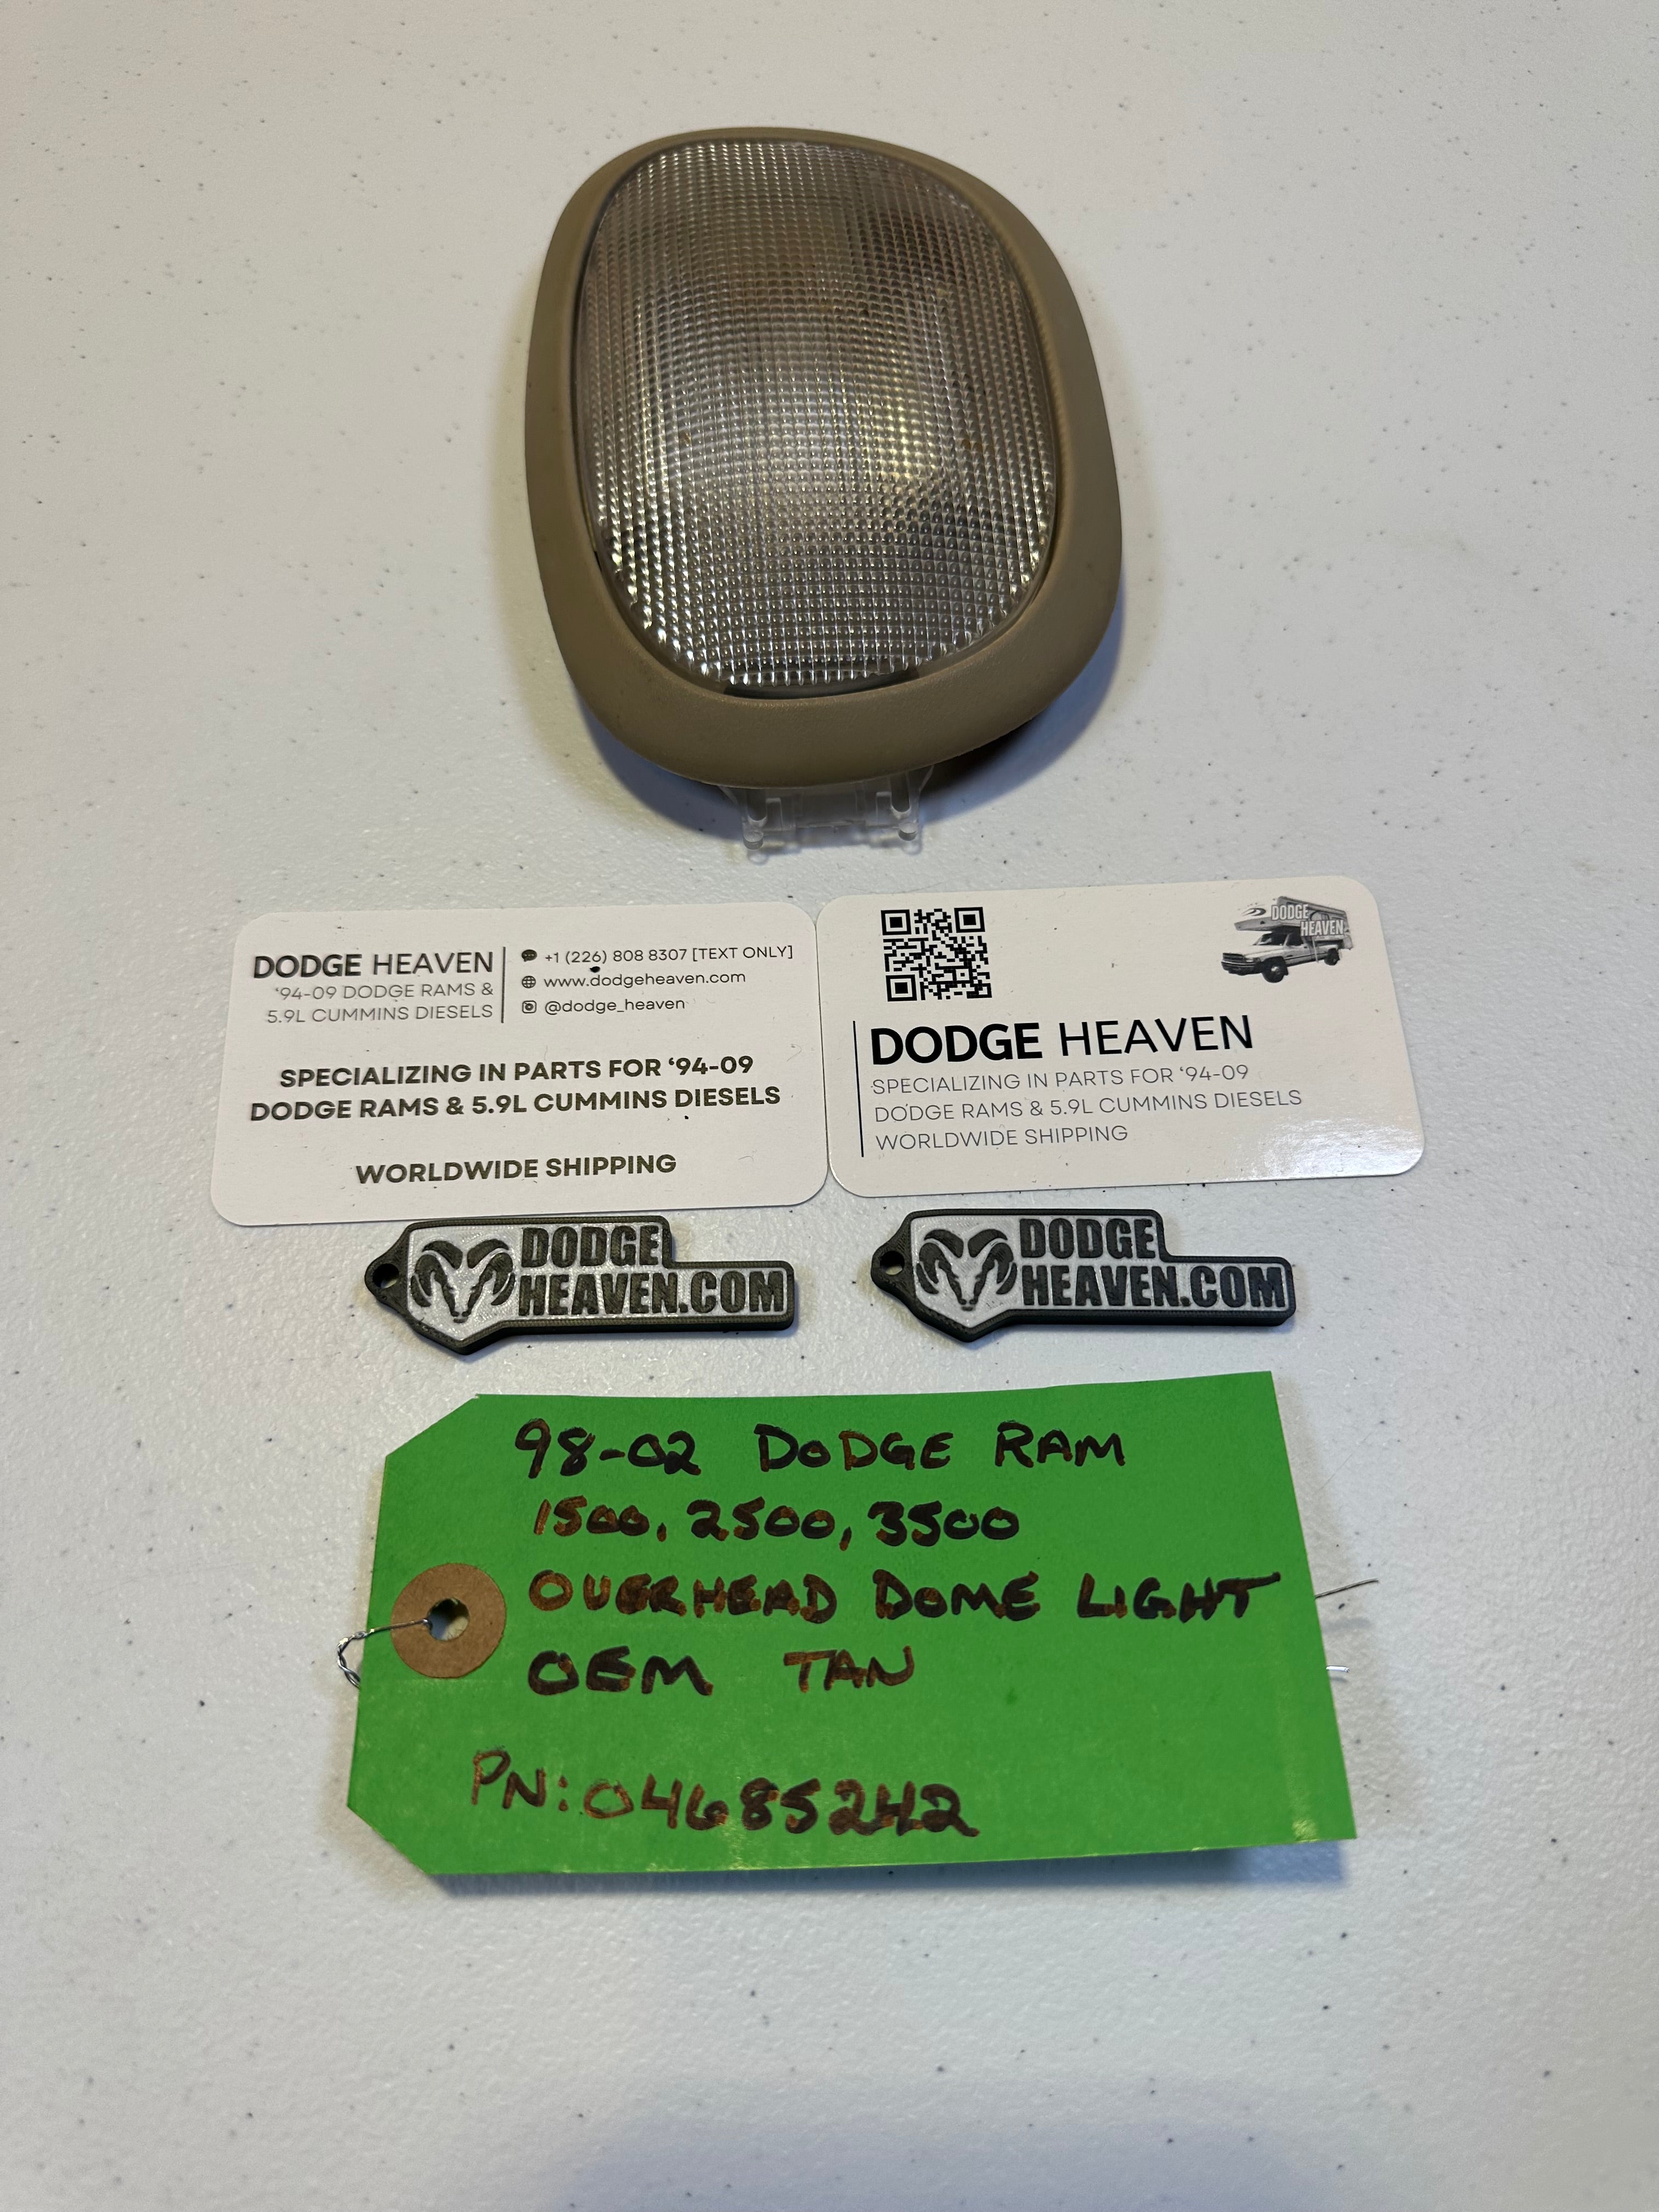 DODGE HEAVEN
'94-09 DODGE RAMS &
5.9L CUMMINS DIESELS
+1 (226) 808 8307 [TEXT ONLY]
www.dodgeheaven.com
@dodge_heaven
SPECIALIZING IN PARTS FOR '94-09
DODGE RAMS & 5.9L CUMMINS DIESELS
WORLDWIDE SHIPPING
DODGE
HEAVEN
DODGE HEAVEN
SPECIALIZING IN PARTS FOR '94-09
DODGE RAMS & 5.9L CUMMINS DIESELS
WORLDWIDE SHIPPING
DODGE
HEAVEN.COM
DODGE
HEAVEN.COM
98-02 DODGE RAM
1500, 2500, 3500
OVERHEAD DOME LIGHT
OEM TAN
PN:04685242